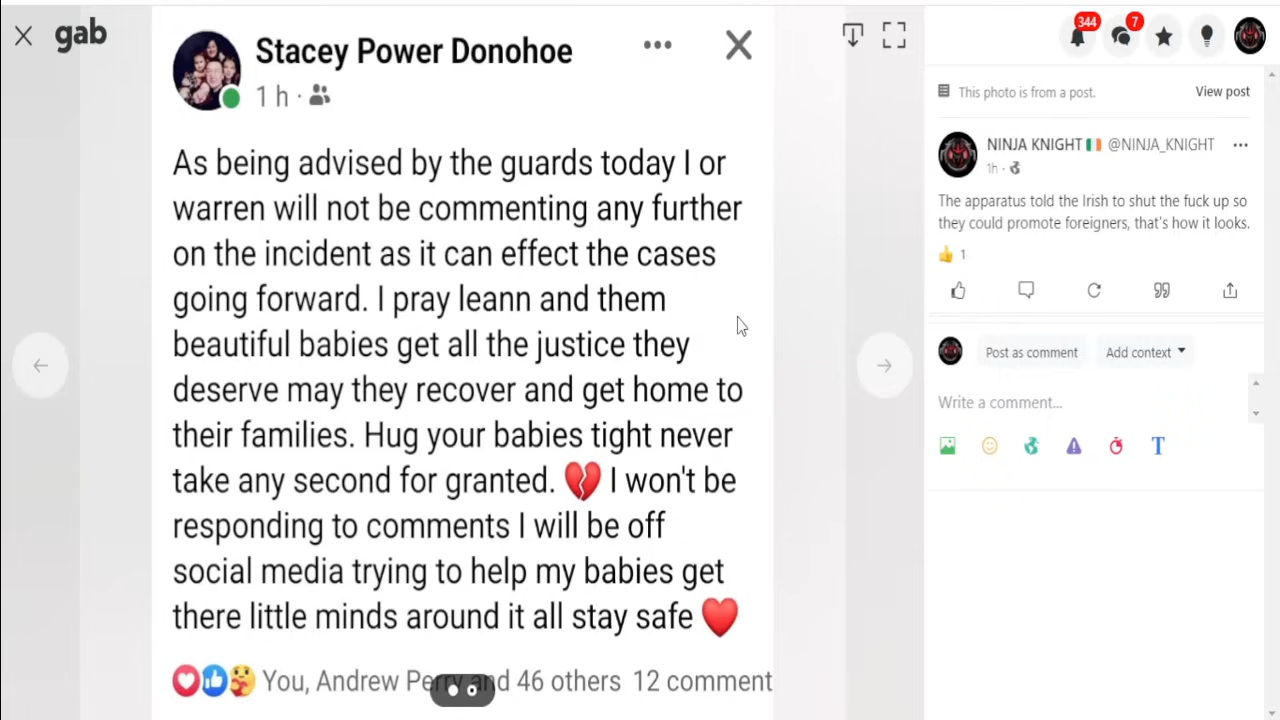 gab
Stacey Power Donohoe
1 h ·
As being advised by the guards today I or
warren will not be commenting any further
on the incident as it can effect the cases
going forward. I pray leann and them
beautiful babies get all the justice they
deserve may they recover and get home to
their families. Hug your babies tight never
take any second for granted. 💔 I won't be
responding to comments I will be off
social media trying to help my babies get
there little minds around it all stay safe ❤️
You, Andrew Perry and 46 others 12 comment
344
7
This photo is from a post.
View post
NINJA KNIGHT 🇮🇪 @NINJA_KNIGHT
1h ·
The apparatus told the Irish to shut the fuck up so
they could promote foreigners, that's how it looks.
👍 1
Post as comment
Add context
Write a comment...
T